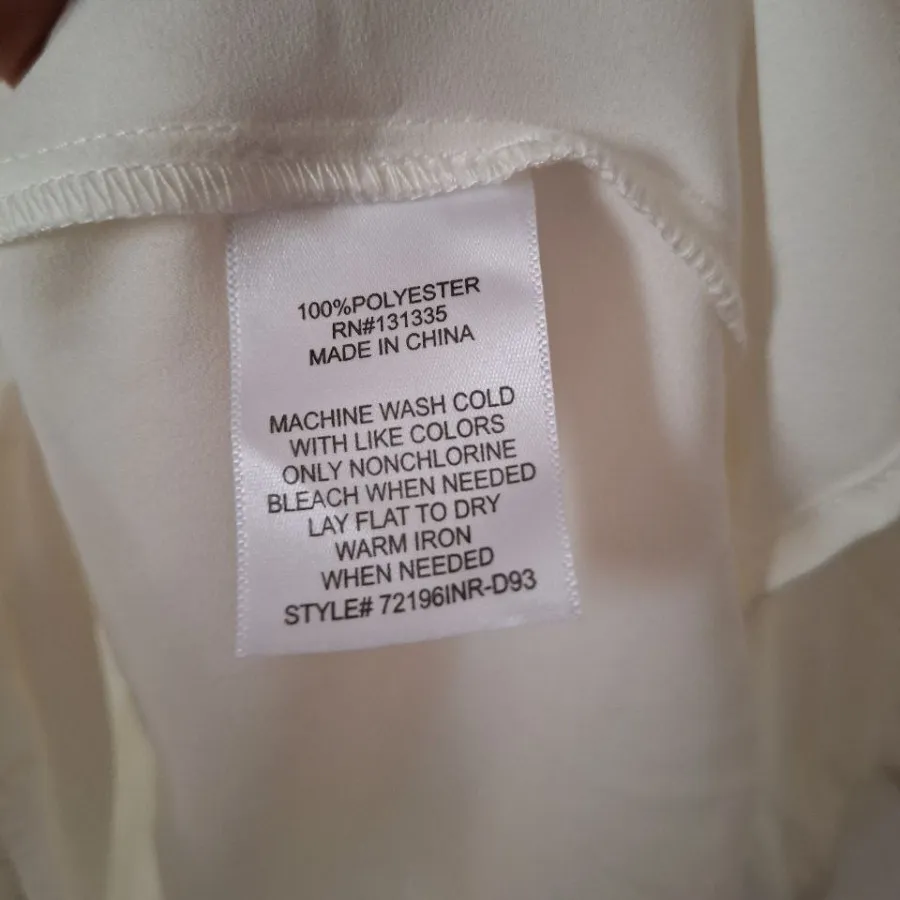 100%POLYESTER
RN#131335
MADE IN CHINA
MACHINE WASH COLD
WITH LIKE COLORS
ONLY NONCHLORINE
BLEACH WHEN NEEDED
LAY FLAT TO DRY
WARM IRON
WHEN NEEDED
STYLE# 72196INR-D93